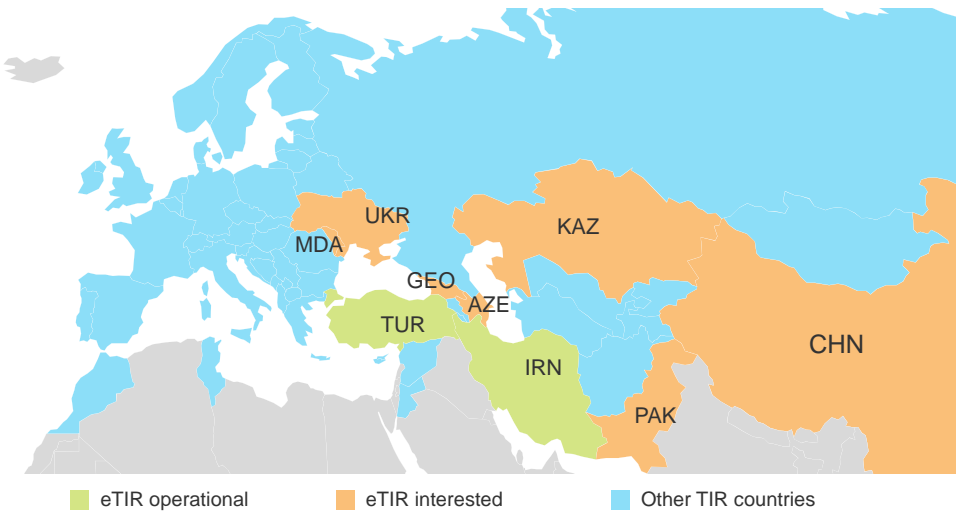 UKR
KAZ
MDA
GEO
AZE
TUR
CHN
IRN
PAK
eTIR operational
eTIR interested
Other TIR countries